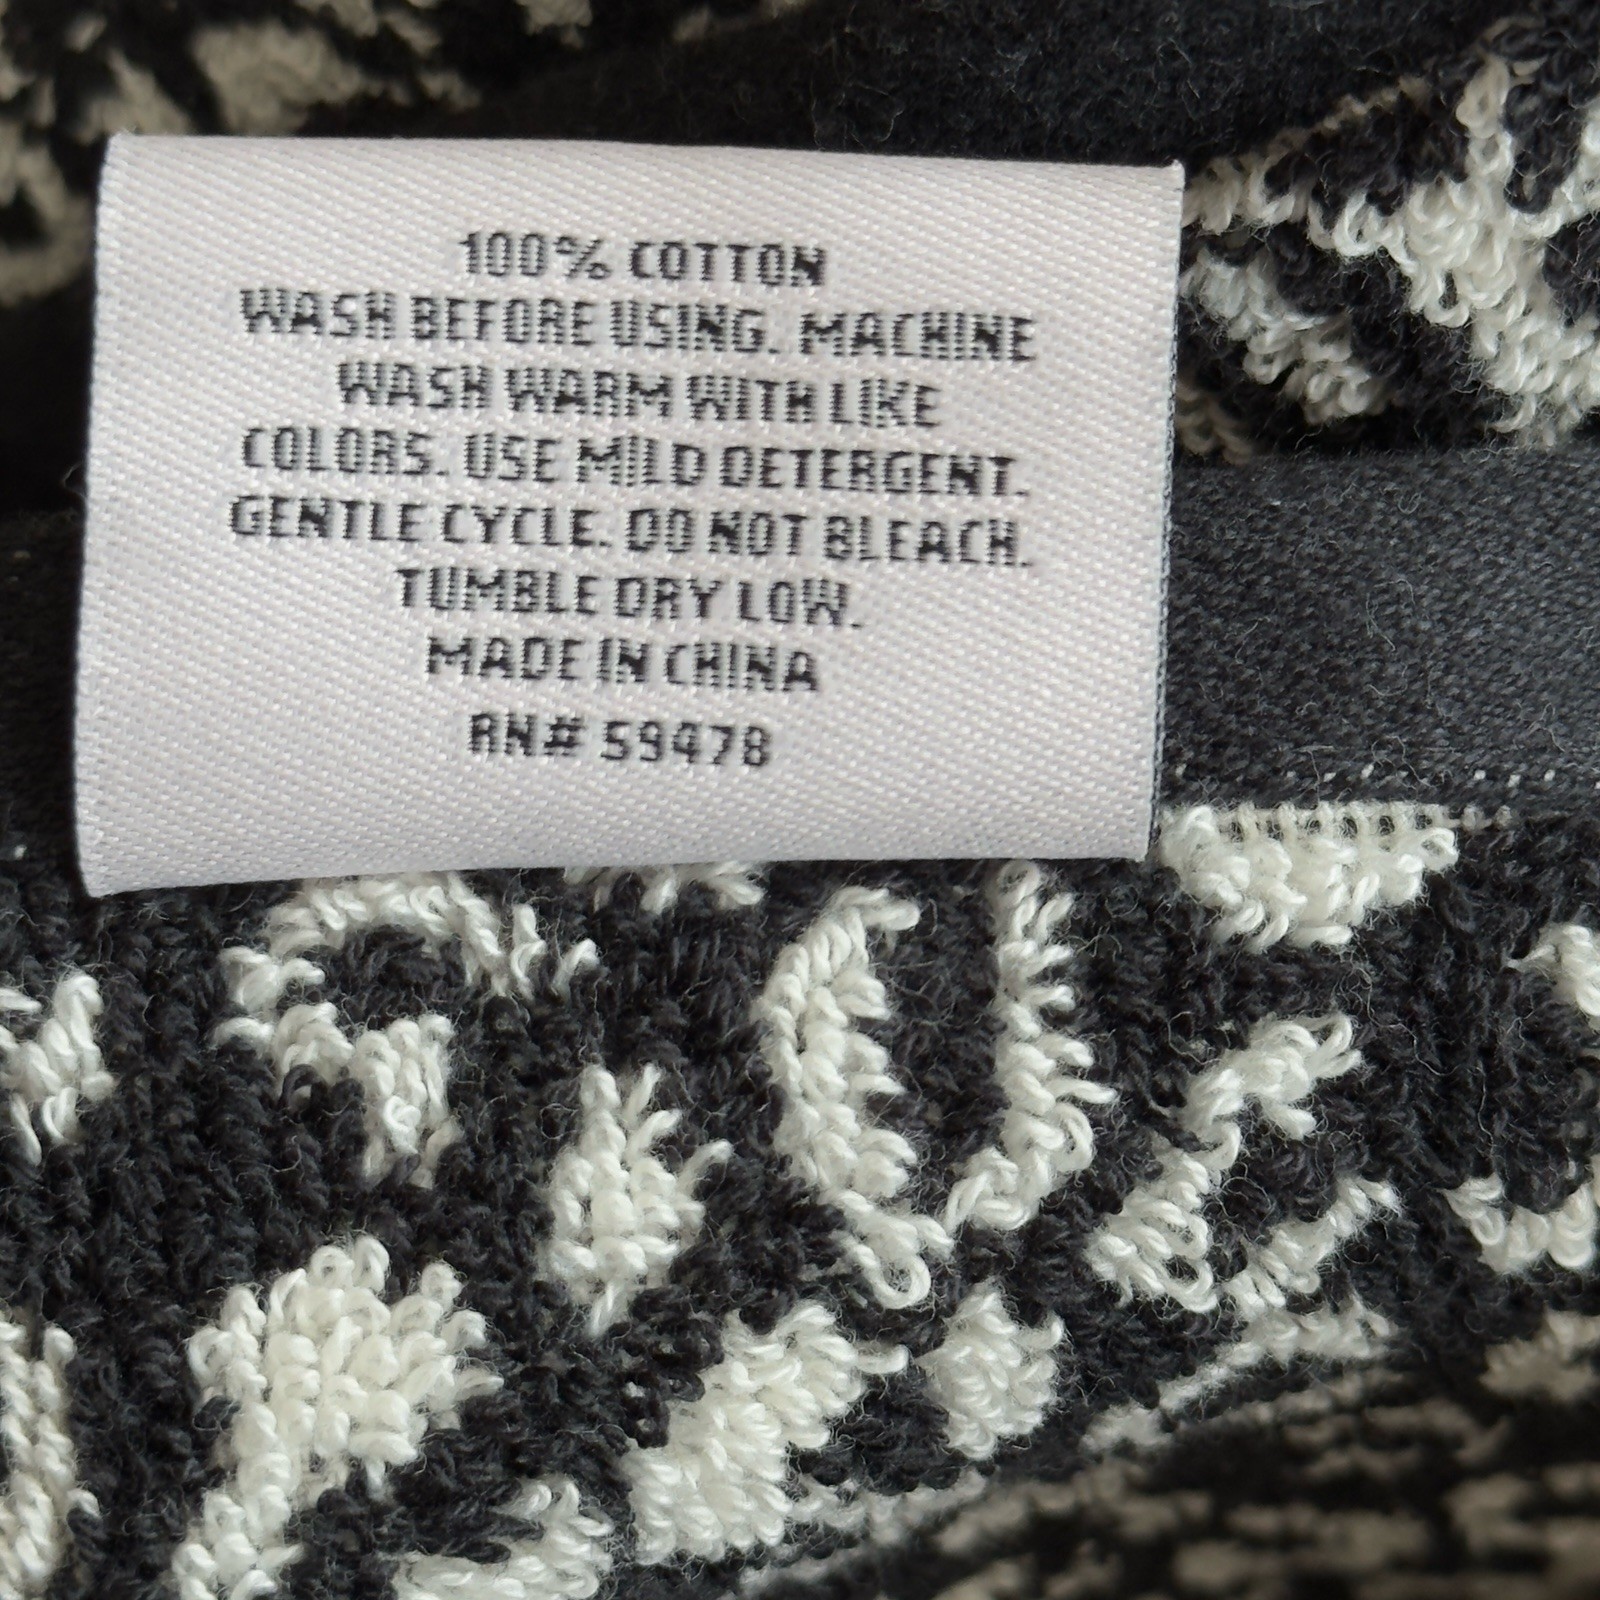 100% COTTON
WASH BEFORE USING. MACHINE
WASH WARM WITH LIKE
COLORS. USE MILD DETERGENT.
GENTLE CYCLE. DO NOT BLEACH.
TUMBLE DRY LOW.
MADE IN CHINA
RN# 59478